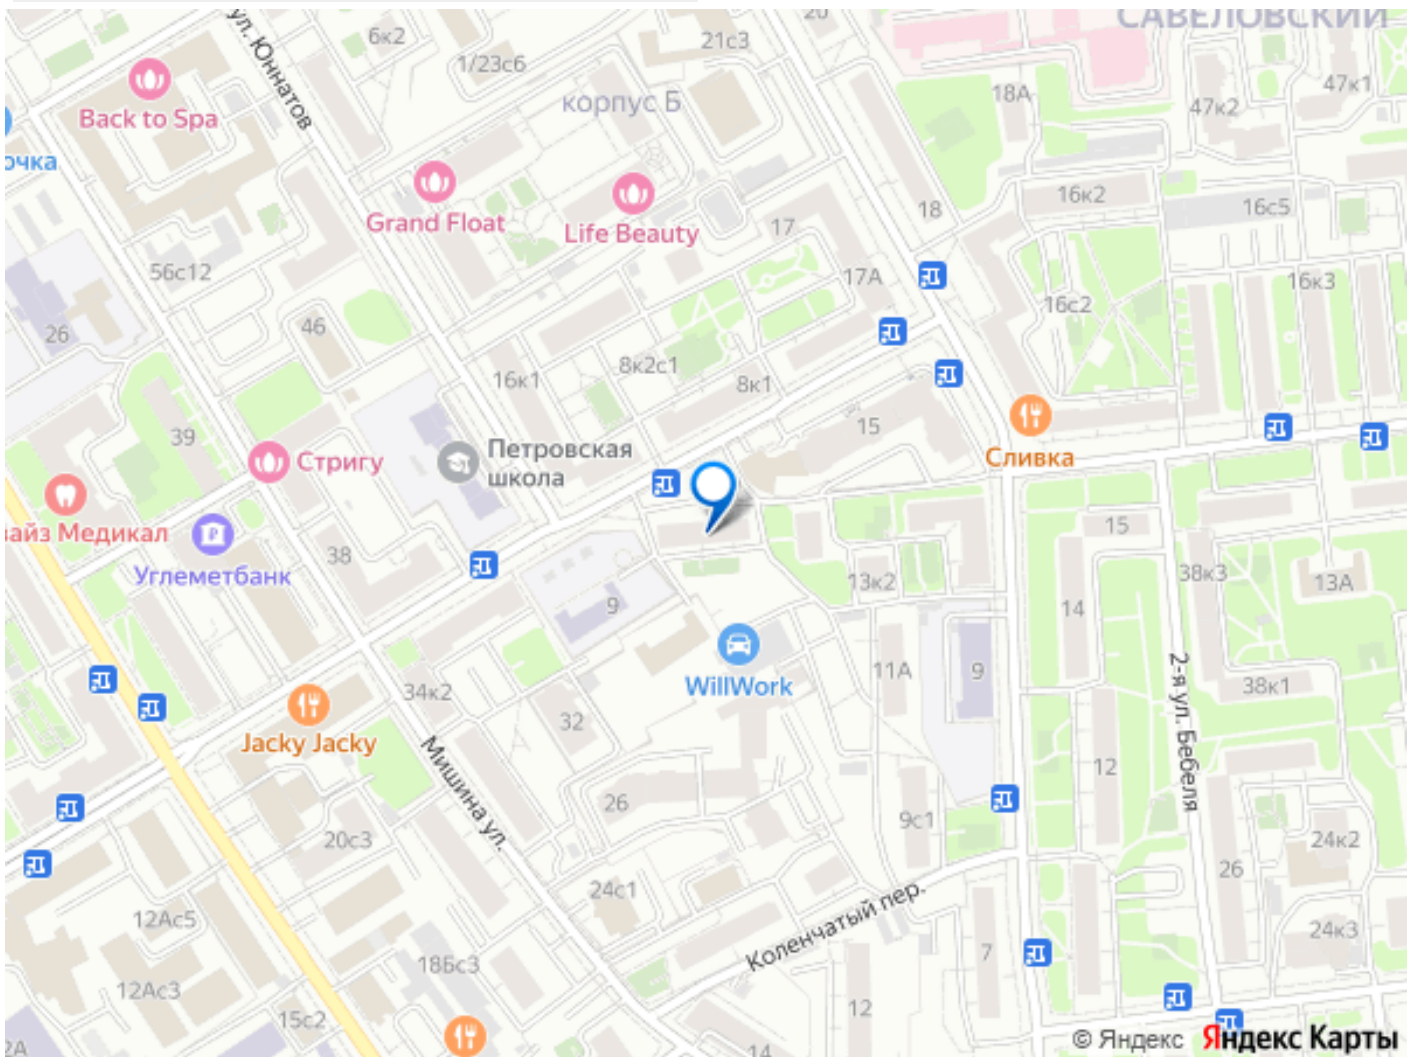 САВЕЛОВСКИЙ
20
ул. Юннатов
6к2
21с3
1/23с6
47к1
Back to Spa
корпус Б
18А
47к2
очка
Grand Float
Life Beauty
17
18
16к2
16с5
56с12
17А
16к3
16с2
26
46
8к2с1
16к1
8к1
39
15
Стригу
Петровская
школа
Сливка
вайз Медикал
15
38
Углеметбанк
13к2
38к3
13А
9
14
11А
9
WillWork
34к2
38к1
32
Jacky Jacky
Мишина ул.
2-я ул. Бебеля
12
26
9с1
20с3
24к2
26
24с1
12Ас5
Коленчатый пер.
24к3
18Бс3
7
12Ас3
12
15с2
2А
14
© Яндекс Яндекс Карты